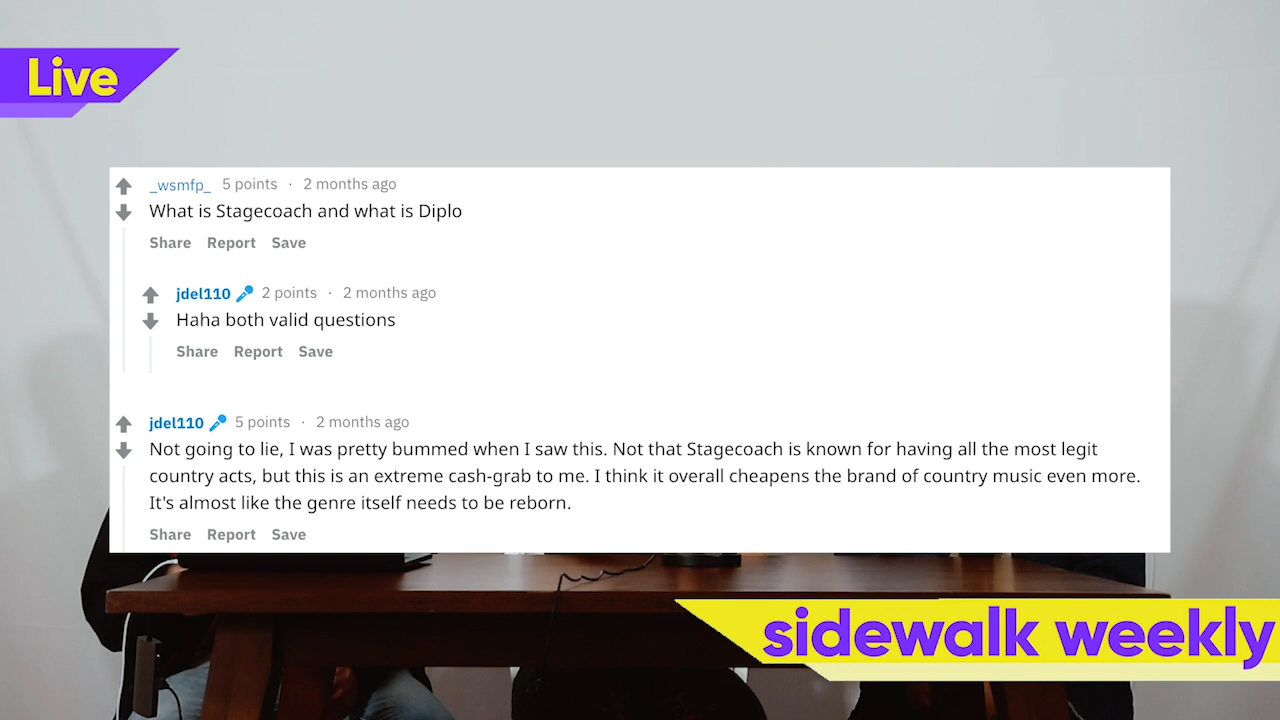 Live
_wsmfp_ 5 points · 2 months ago
What is Stagecoach and what is Diplo
Share Report Save
jdel110 2 points · 2 months ago
Haha both valid questions
Share Report Save
jdel110 5 points · 2 months ago
Not going to lie, I was pretty bummed when I saw this. Not that Stagecoach is known for having all the most legit
country acts, but this is an extreme cash-grab to me. I think it overall cheapens the brand of country music even more.
It's almost like the genre itself needs to be reborn.
Share Report Save
sidewalk weekly